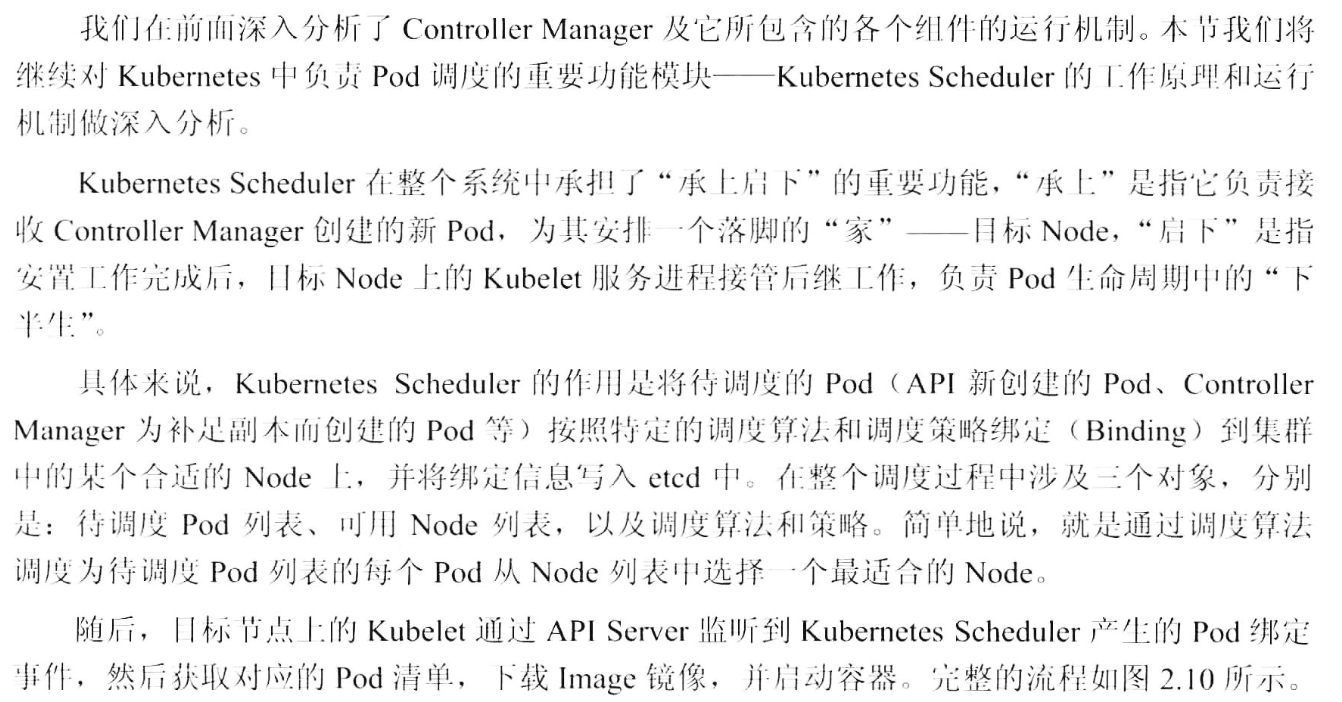 我们在前面深入分析了 Controller Manager 及它所包含的各个组件的运行机制。本节我们将
继续对 Kubernetes 中负责 Pod 调度的重要功能模块——Kubernetes Scheduler 的工作原理和运行
机制做深入分析。
Kubernetes Scheduler 在整个系统中承担了“承上启下”的重要功能，“承上”是指它负责接
收 Controller Manager 创建的新 Pod，为其安排一个落脚的“家”——目标 Node，“启下”是指
安置工作完成后，目标 Node 上的 Kubelet 服务进程接管后继工作，负责 Pod 生命周期中的“下
半生”。
具体来说，Kubernetes Scheduler 的作用是将待调度的 Pod（API 新创建的 Pod、Controller
Manager 为补足副本而创建的 Pod 等）按照特定的调度算法和调度策略绑定（Binding）到集群
中的某个合适的 Node 上，并将绑定信息写入 etcd 中。在整个调度过程中涉及三个对象，分别
是：待调度 Pod 列表、可用 Node 列表，以及调度算法和策略。简单地说，就是通过调度算法
调度为待调度 Pod 列表的每个 Pod 从 Node 列表中选择一个最适合的 Node。
随后，目标节点上的 Kubelet 通过 API Server 监听到 Kubernetes Scheduler 产生的 Pod 绑定
事件，然后获取对应的 Pod 清单，下载 Image 镜像，并启动容器。完整的流程如图 2.10 所示。